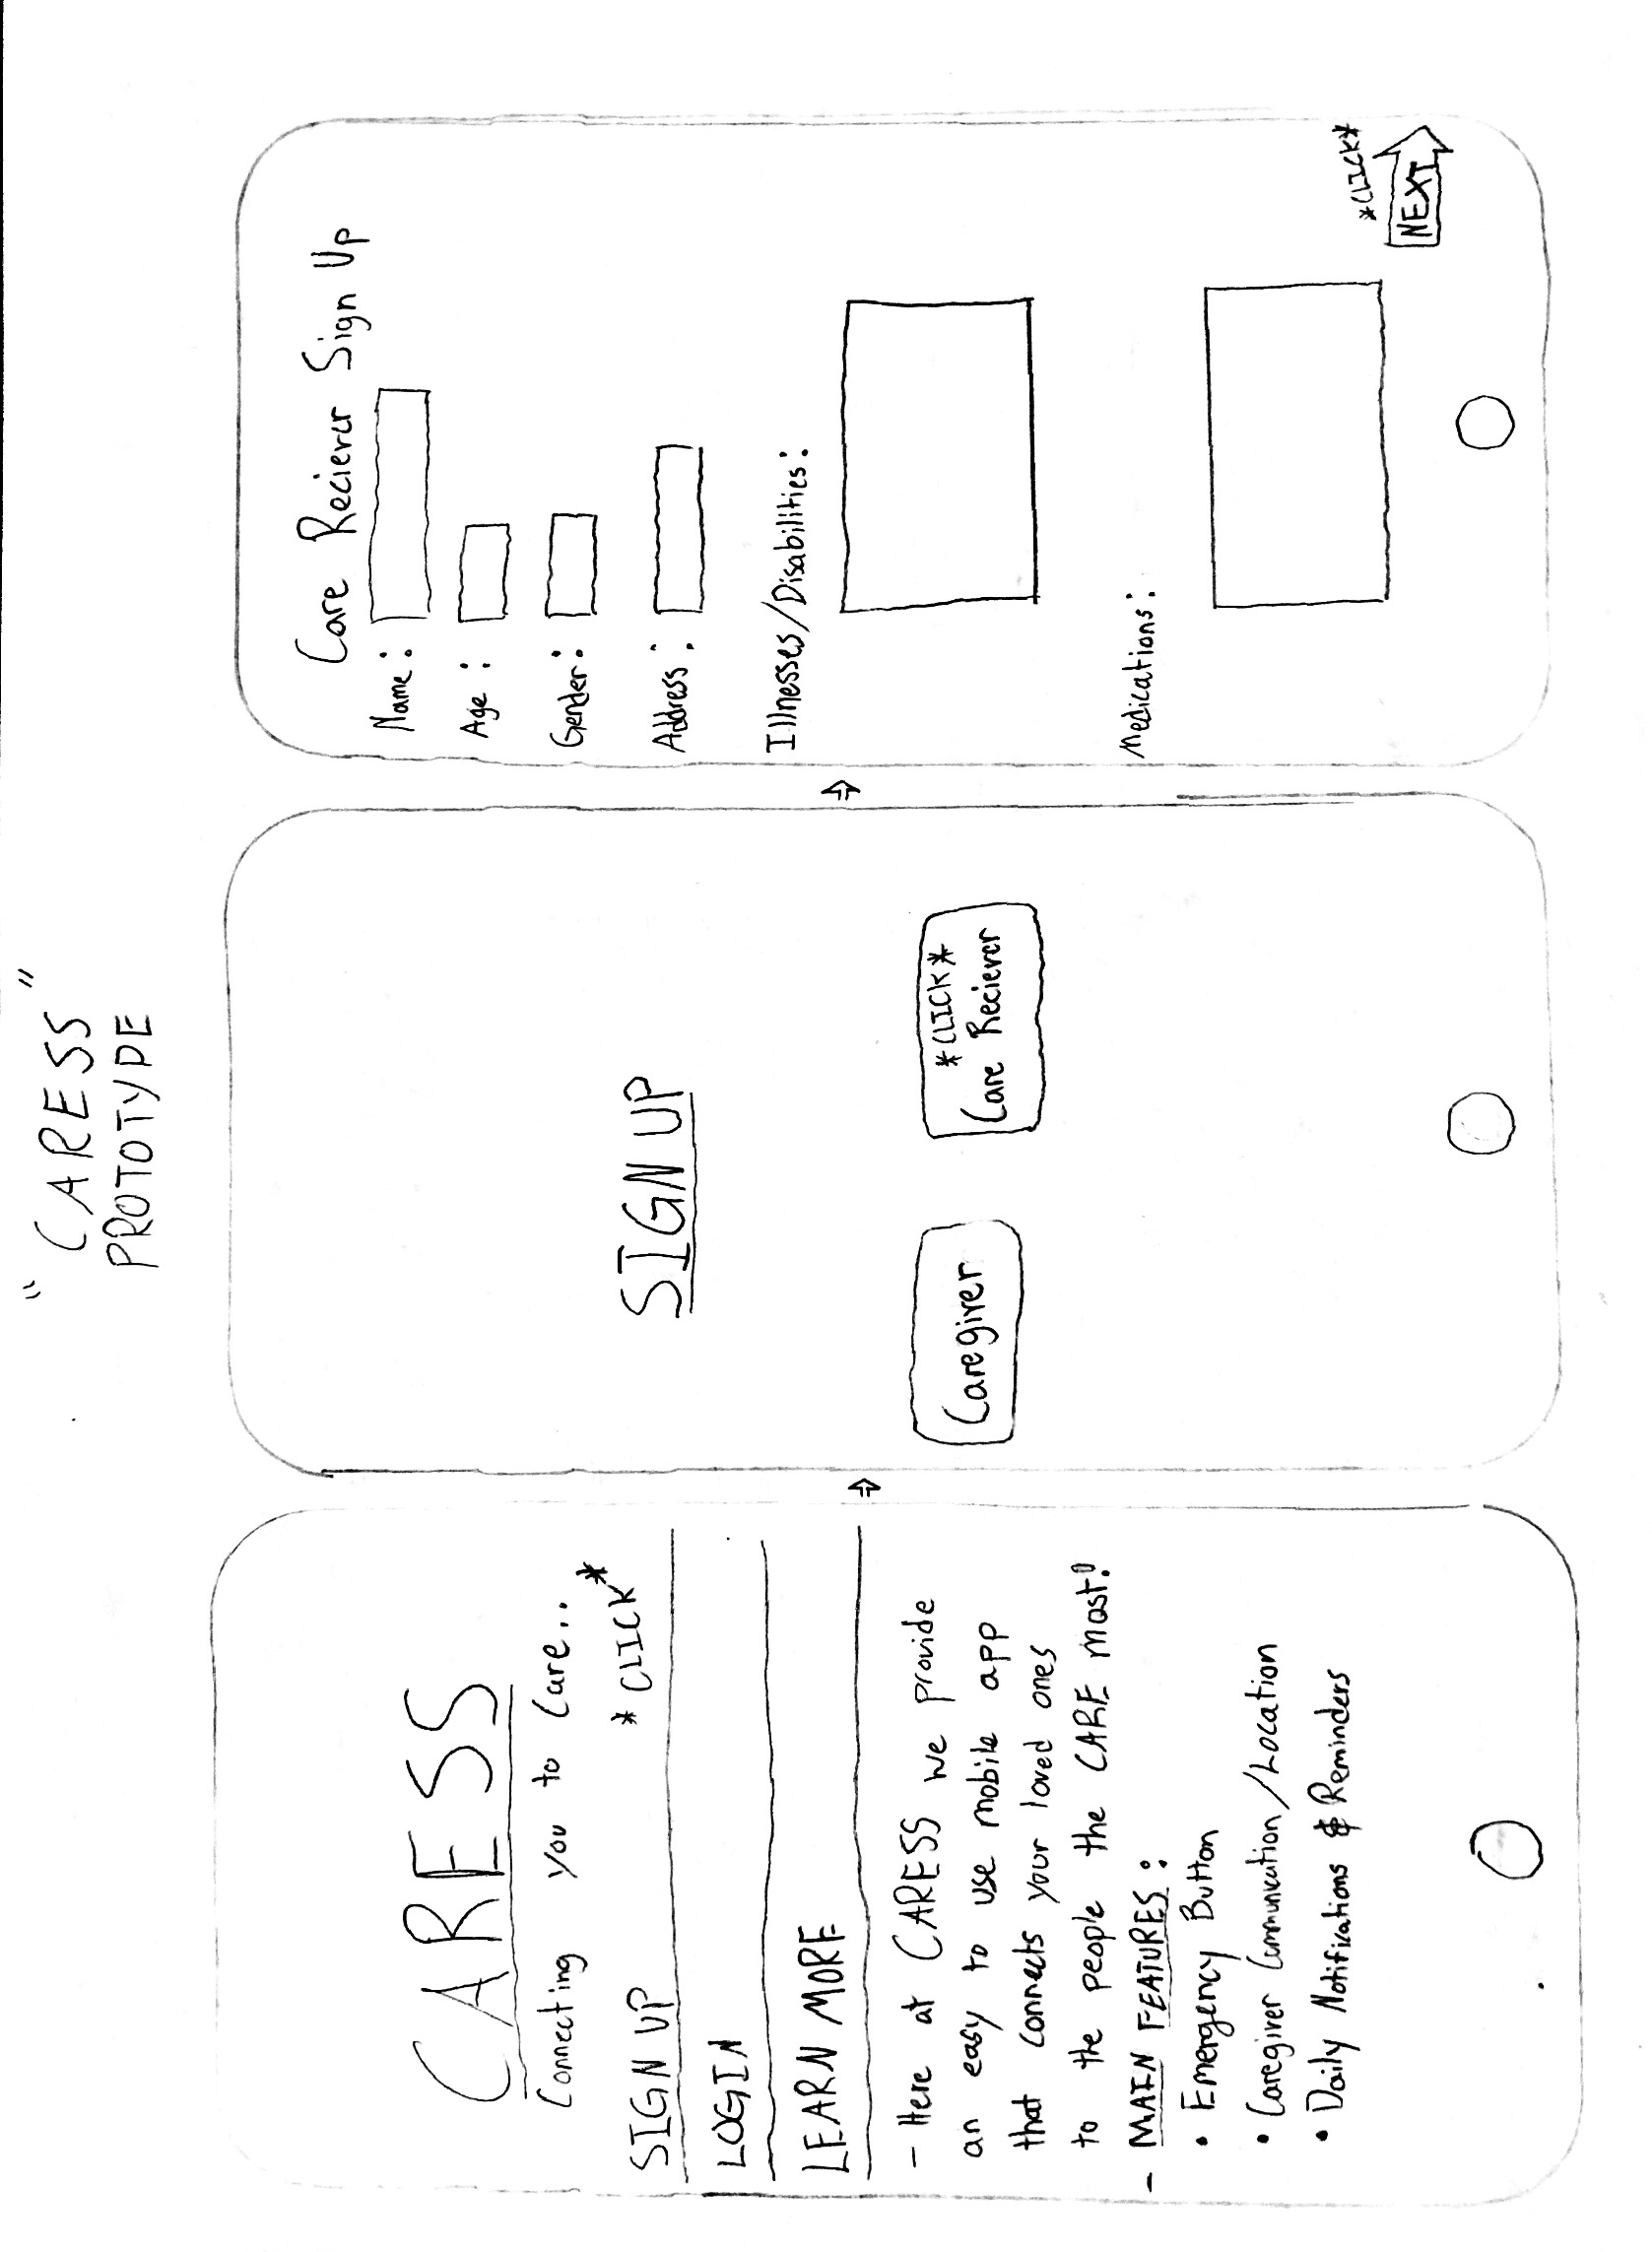 " CARESS "
PROTOTYPE
CARESS
Connecting you to Care...
SIGN UP *CLICK*
LOGIN
LEARN MORE
- Here at CARESS we provide
an easy to use mobile app
that connects your loved ones
to the people the CARE most!
- MAIN FEATURES:
• Emergency Button
• Caregiver Communication/Location
• Daily Notifications & Reminders
SIGN UP
Caregiver
*CLICK*
Care Reciever
Care Reciever Sign Up
Name:
Age:
Gender:
Address:
Illnesses/Disabilities:
Medications:
*CLICK*
NEXT